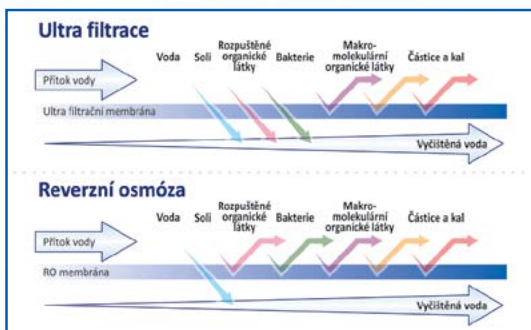 Ultra filtrace
Voda Soli Rozpuštěné organické látky Bakterie Makro-molekulární organické látky Částice a kal
Přítok vody
Ultra filtrační membrána
Vyčištěná voda
Reverzní osmóza
Voda Soli Rozpuštěné organické látky Bakterie Makro-molekulární organické látky Částice a kal
Přítok vody
RO membrána
Vyčištěná voda